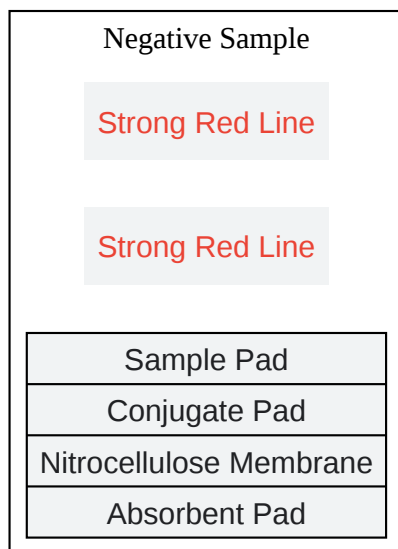 Negative Sample
Strong Red Line
Strong Red Line
Sample Pad
Conjugate Pad
Nitrocellulose Membrane
Absorbent Pad